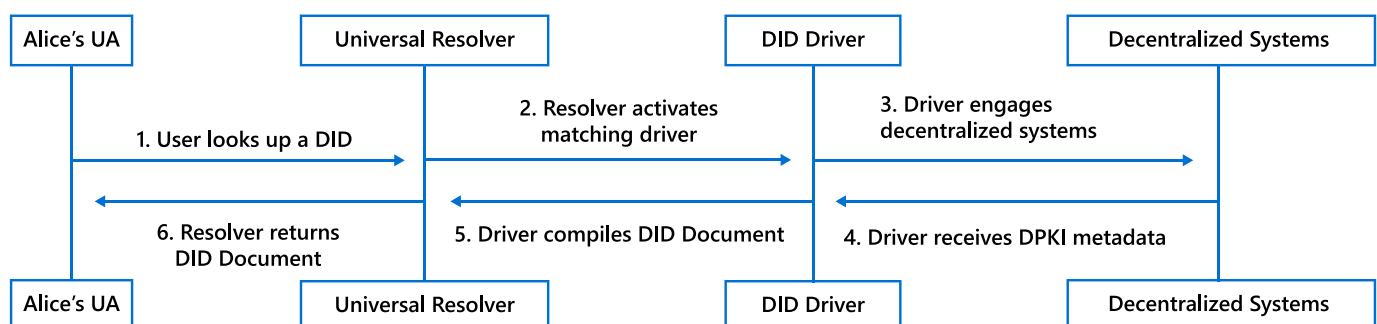 Alice's UA
Universal Resolver
DID Driver
Decentralized Systems
1. User looks up a DID
2. Resolver activates
matching driver
3. Driver engages
decentralized systems
6. Resolver returns
DID Document
5. Driver compiles DID Document
4. Driver receives DPKI metadata
Alice's UA
Universal Resolver
DID Driver
Decentralized Systems